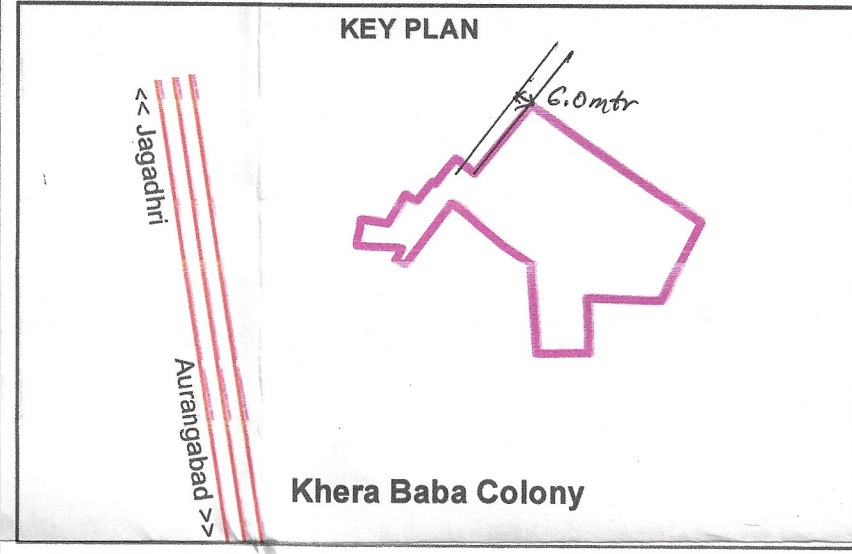 KEY PLAN
6.0mtr
<< Jagadhri
Aurangabad >>
Khera Baba Colony